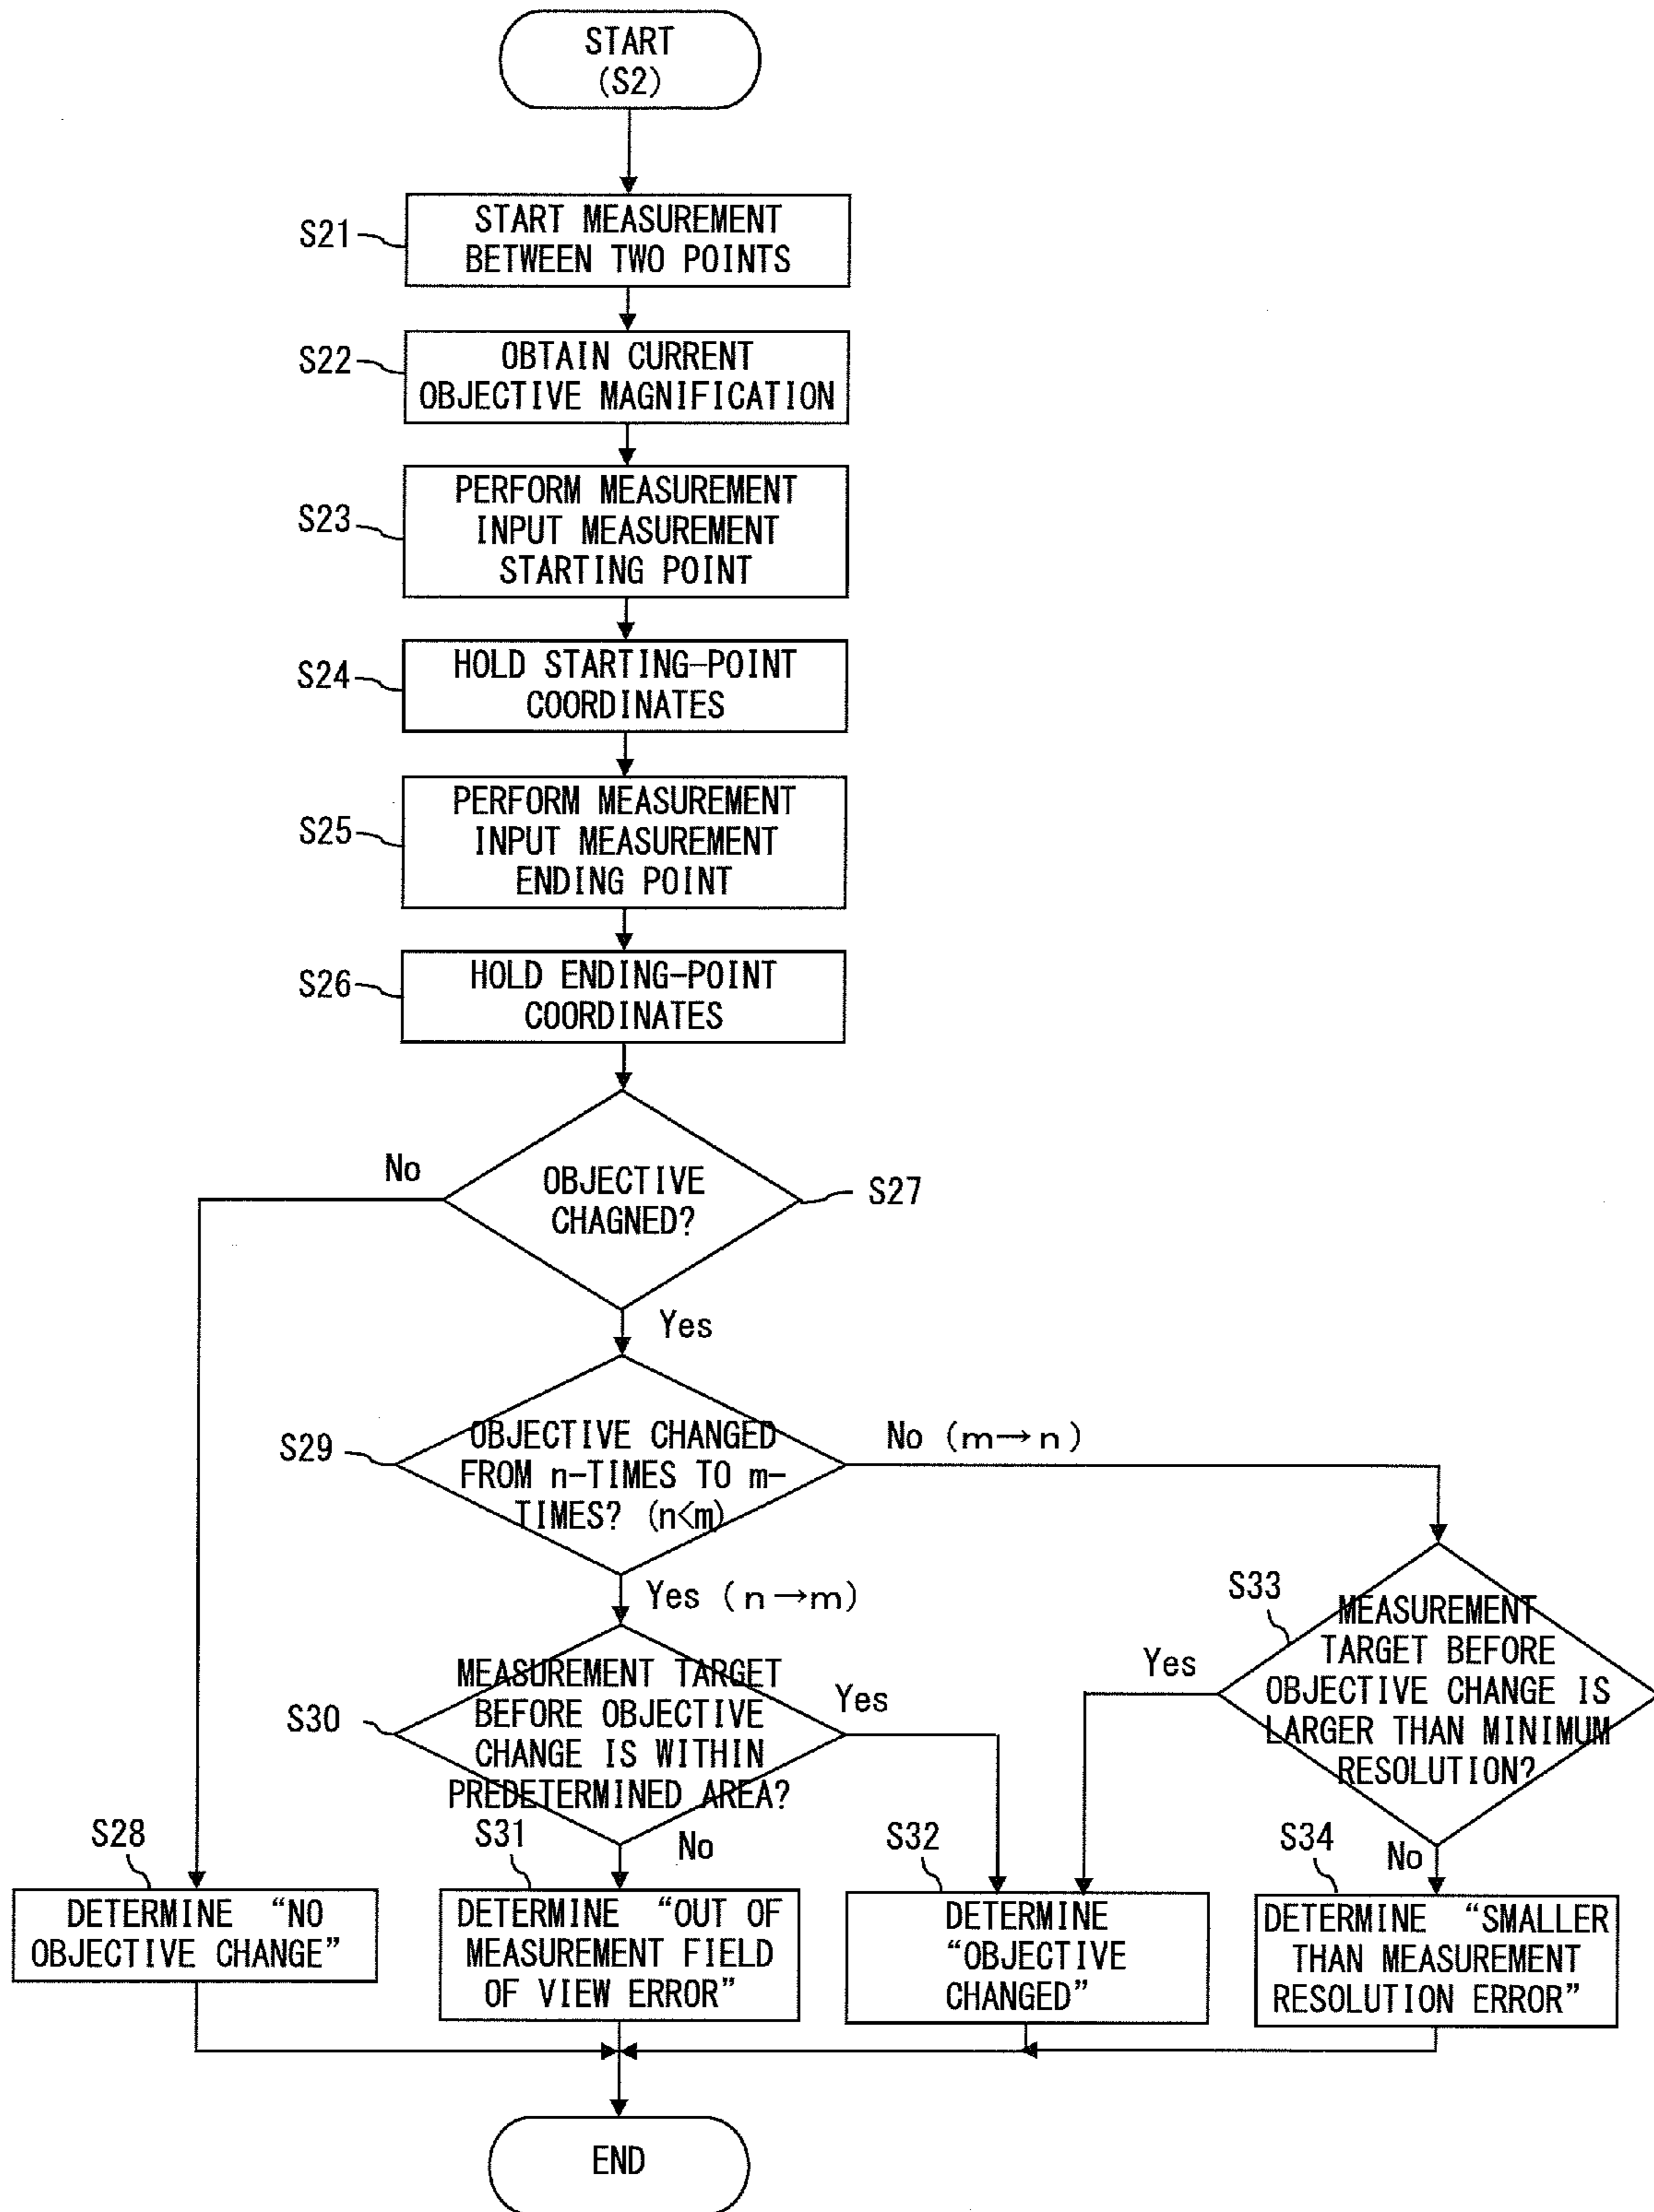 START
(S2)
S21
START MEASUREMENT
BETWEEN TWO POINTS
S22
OBTAIN CURRENT
OBJECTIVE MAGNIFICATION
S23
PERFORM MEASUREMENT
INPUT MEASUREMENT
STARTING POINT
S24
HOLD STARTING-POINT
COORDINATES
S25
PERFORM MEASUREMENT
INPUT MEASUREMENT
ENDING POINT
S26
HOLD ENDING-POINT
COORDINATES
No
OBJECTIVE
CHAGNED?
S27
Yes
S29
OBJECTIVE CHANGED
FROM n-TIMES TO m-
TIMES? (n<m)
No (m→n)
Yes (n→m)
S30
MEASUREMENT TARGET
BEFORE OBJECTIVE
CHANGE IS WITHIN
PREDETERMINED AREA?
Yes
No
S33
MEASUREMENT
TARGET BEFORE
OBJECTIVE CHANGE IS
LARGER THAN MINIMUM
RESOLUTION?
Yes
No
S28
DETERMINE “NO
OBJECTIVE CHANGE”
S31
DETERMINE “OUT OF
MEASUREMENT FIELD
OF VIEW ERROR”
S32
DETERMINE
“OBJECTIVE
CHANGED”
S34
DETERMINE “SMALLER
THAN MEASUREMENT
RESOLUTION ERROR”
END